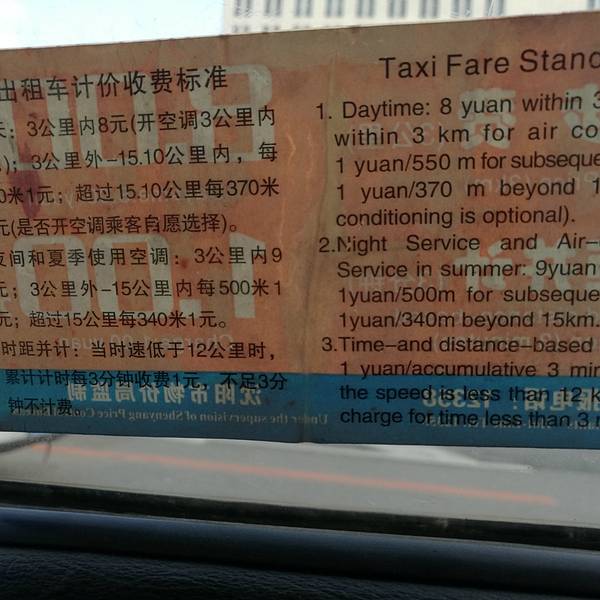 出租车计价收费标准
天：3公里内8元(开空调3公里内
；3公里外-15.10公里内，每
0米1元；超过15.10公里每370米
元(是否开空调乘客自愿选择)。
夜间和夏季使用空调：3公里内9
元；3公里外-15公里内每500米1
元；超过15公里每340米1元。
时距并计：当时速低于12公里时，
累计计时每3分钟收费1元，不足3分
钟不计费。
Taxi Fare Stand
1. Daytime: 8 yuan within 3
within 3 km for air co
1 yuan/550 m for subseque
1 yuan/370 m beyond 1
conditioning is optional).
2.Night Service and Air-
Service in summer: 9yuan
1yuan/500m for subseque
1yuan/340m beyond 15km.
3.Time-and distance-based
1 yuan/accumulative 3 min
the speed is less than 12 k
charge for time less than 3 m
沈阳市物价局监制
Under the supervision of Shenyang Price